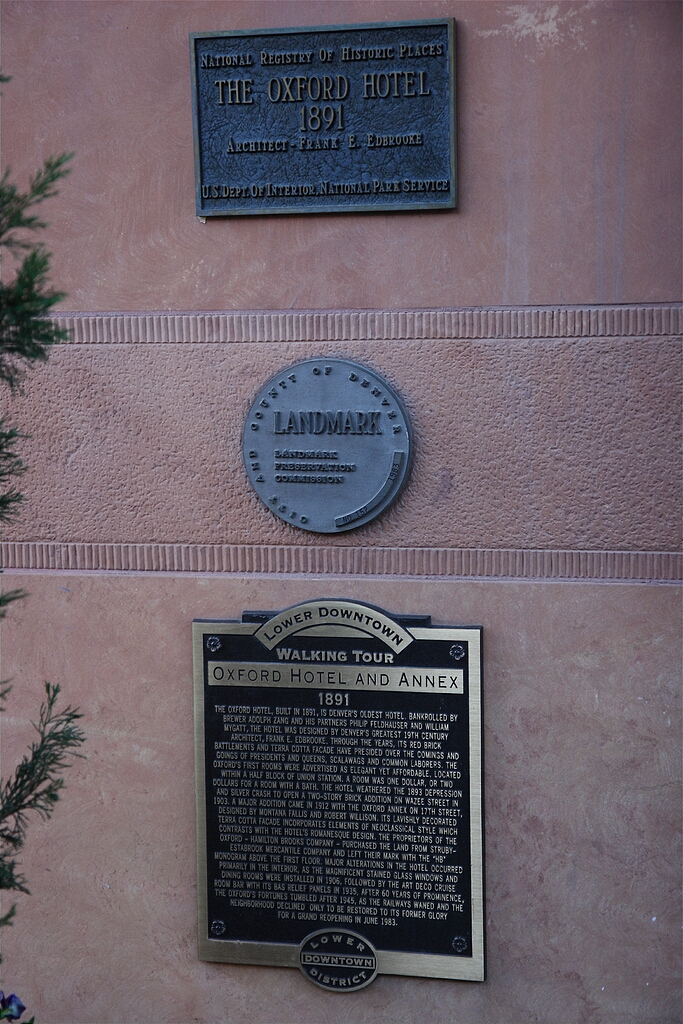 NATIONAL REGISTRY OF HISTORIC PLACES
THE OXFORD HOTEL
1891
ARCHITECT - FRANK E. EDBROOKE
U.S. DEPT. OF INTERIOR, NATIONAL PARK SERVICE
CITY AND COUNTY OF DENVER
LANDMARK
LANDMARK
PRESERVATION
COMMISSION
1983
LOWER DOWNTOWN
WALKING TOUR
OXFORD HOTEL AND ANNEX
1891
THE OXFORD HOTEL, BUILT IN 1891, IS DENVER'S OLDEST HOTEL. BANKROLLED BY
BREWER ADOLPH ZANG AND HIS PARTNERS PHILIP FELDHAUSER AND WILLIAM
MYGATT, THE HOTEL WAS DESIGNED BY DENVER'S GREATEST 19TH CENTURY
ARCHITECT, FRANK E. EDBROOKE. THROUGH THE YEARS, ITS RED BRICK
BATTLEMENTS AND TERRA COTTA FACADE HAVE PRESIDED OVER THE COMINGS AND
GOINGS OF PRESIDENTS AND QUEENS, SCALAWAGS AND COMMON LABORERS. THE
OXFORD'S FIRST ROOMS WERE ADVERTISED AS ELEGANT YET AFFORDABLE. LOCATED
WITHIN A HALF BLOCK OF UNION STATION, A ROOM WAS ONE DOLLAR, OR TWO
DOLLARS FOR A ROOM WITH A BATH. THE HOTEL WEATHERED THE 1893 DEPRESSION
AND SILVER CRASH TO OPEN A TWO-STORY BRICK ADDITION ON WAZEE STREET IN
1903. A MAJOR ADDITION CAME IN 1912 WITH THE OXFORD ANNEX ON 17TH STREET,
DESIGNED BY MONTANA FALLIS AND ROBERT WILLISON. ITS LAVISHLY DECORATED
TERRA COTTA FACADE INCORPORATES ELEMENTS OF NEOCLASSICAL STYLE WHICH
CONTRASTS WITH THE HOTEL'S ROMANESQUE DESIGN. THE PROPRIETORS OF THE
OXFORD - HAMILTON BROOKS COMPANY - PURCHASED THE LAND FROM STRUBY-
ESTABROOK MERCANTILE COMPANY AND LEFT THEIR MARK WITH THE "HB"
MONOGRAM ABOVE THE FIRST FLOOR. MAJOR ALTERATIONS IN THE HOTEL OCCURRED
PRIMARILY IN THE INTERIOR, AS THE MAGNIFICENT STAINED GLASS WINDOWS AND
DINING ROOMS WERE INSTALLED IN 1906, FOLLOWED BY THE ART DECO CRUISE
ROOM BAR WITH ITS BAS RELIEF PANELS IN 1935. AFTER 60 YEARS OF PROMINENCE,
THE OXFORD'S FORTUNES TUMBLED AFTER 1945, AS THE RAILWAYS WANED AND THE
NEIGHBORHOOD DECLINED ONLY TO BE RESTORED TO ITS FORMER GLORY
FOR A GRAND REOPENING IN JUNE 1983.
LOWER
DOWNTOWN
DISTRICT